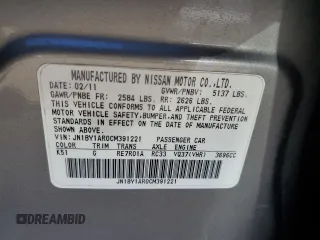 MANUFACTURED BY NISSAN MOTOR CO.,LTD.
DATE: 02/11 GVWR/PNBV: 5137 LBS.
GAWR/PNBE FR: 2584 LBS. RR: 2626 LBS.
THIS VEHICLE CONFORMS TO ALL APPLICABLE
FEDERAL MOTOR VEHICLE SAFETY, BUMPER, AND
THEFT PREVENTION STANDARDS IN EFFECT ON THE
DATE OF MANUFACTURE SHOWN ABOVE.
VIN: JN1BY1AR0CM391221 PASSENGER CAR
COLOR TRIM TRANS AXLE ENGINE
K51 G RE7R01A RC33 VQ37(VHR) 3696CC
JN1BY1AR0CM391221
DREAMBID